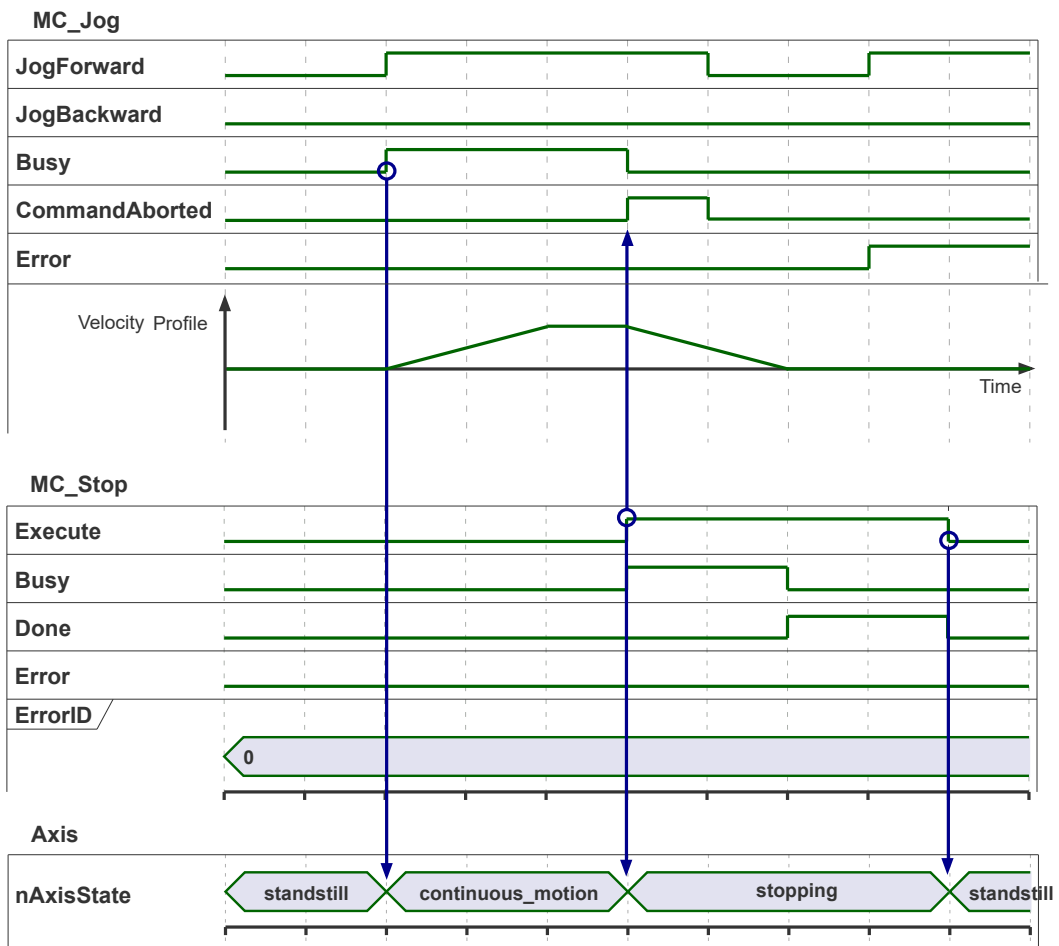 MC_Jog
JogForward
JogBackward
Busy
CommandAborted
Error
Velocity Profile
Time
MC_Stop
Execute
Busy
Done
Error
ErrorID
0
Axis
nAxisState
standstill
continuous_motion
stopping
standstill